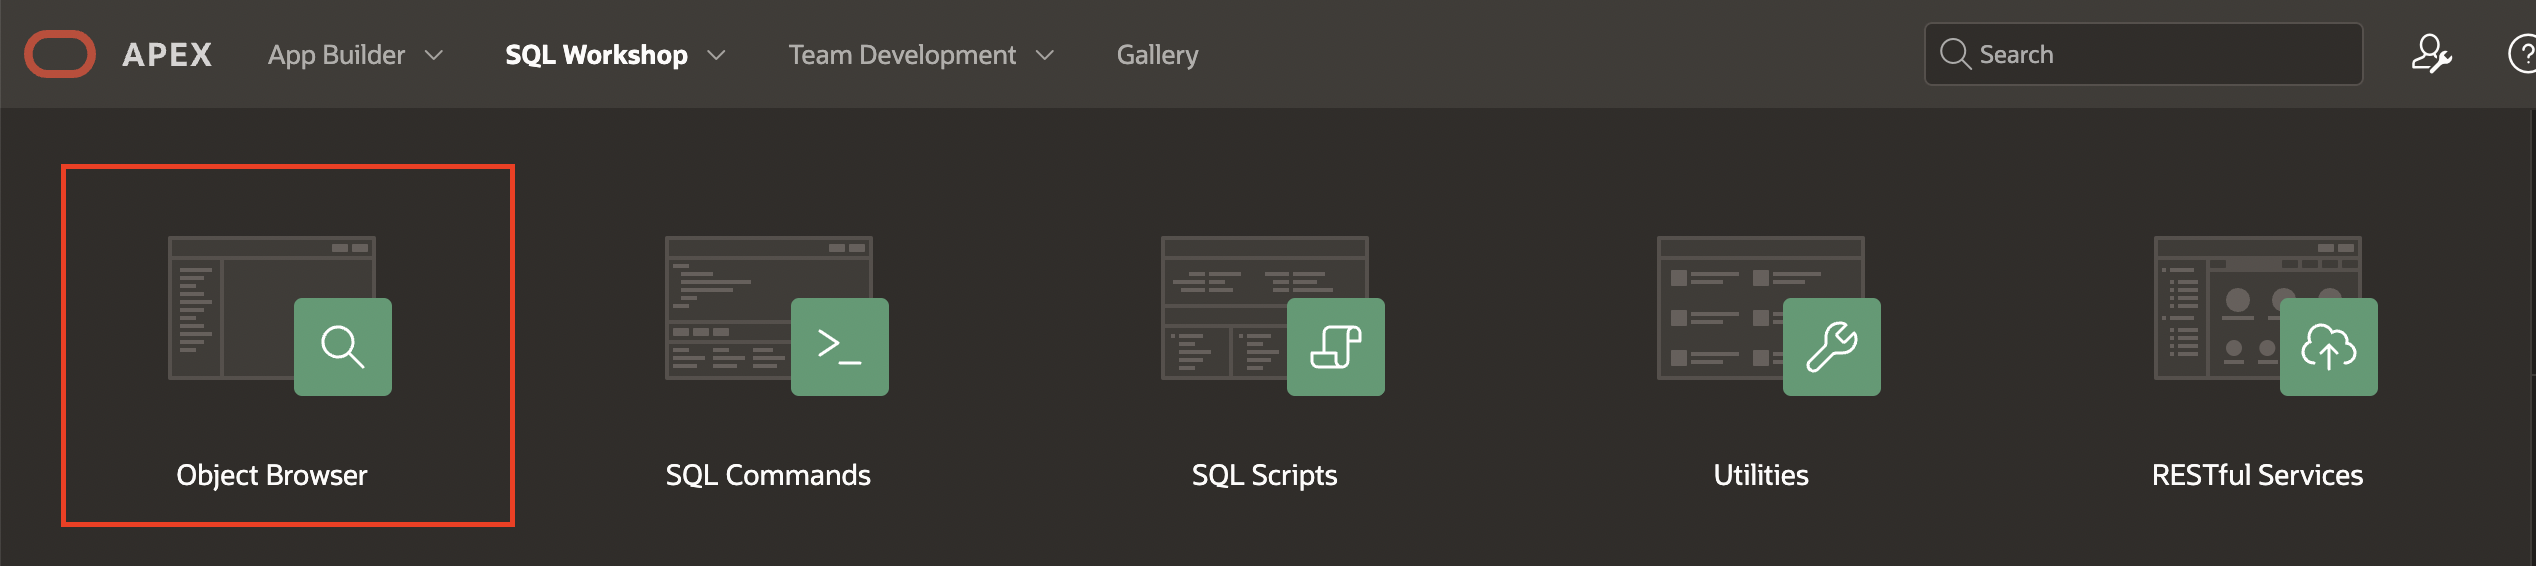 APEX App Builder SQL Workshop Team Development Gallery Search
Object Browser SQL Commands SQL Scripts Utilities RESTful Services